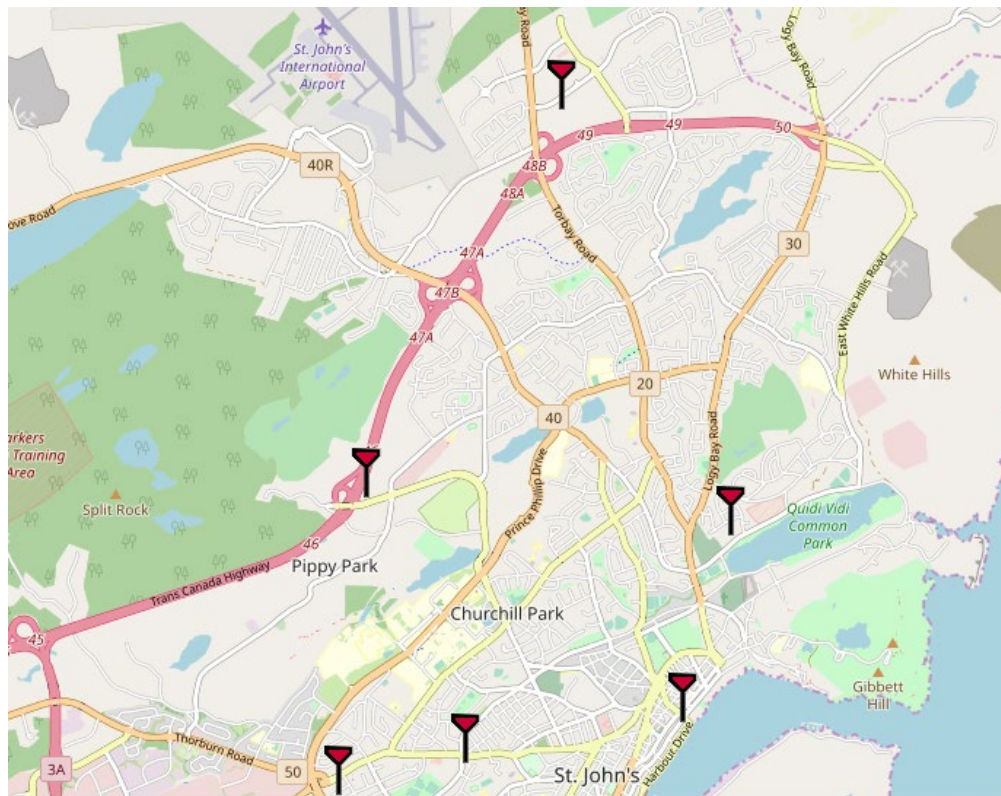 St. John's
International
Airport
Road
Logy Bay Road
49
49
50
48B
48A
40R
Road
Torbay Road
47A
30
47B
47A
East White Hills Road
White Hills
20
40
Training
Area
Split Rock
Logy Bay Road
Prince Phillip Drive
Quidi Vidi
Common
Park
46
Pippy Park
Trans Canada Highway
Churchill Park
45
Gibbett
Hill
Thorburn Road
3A
50
Harbour Drive
St. John's